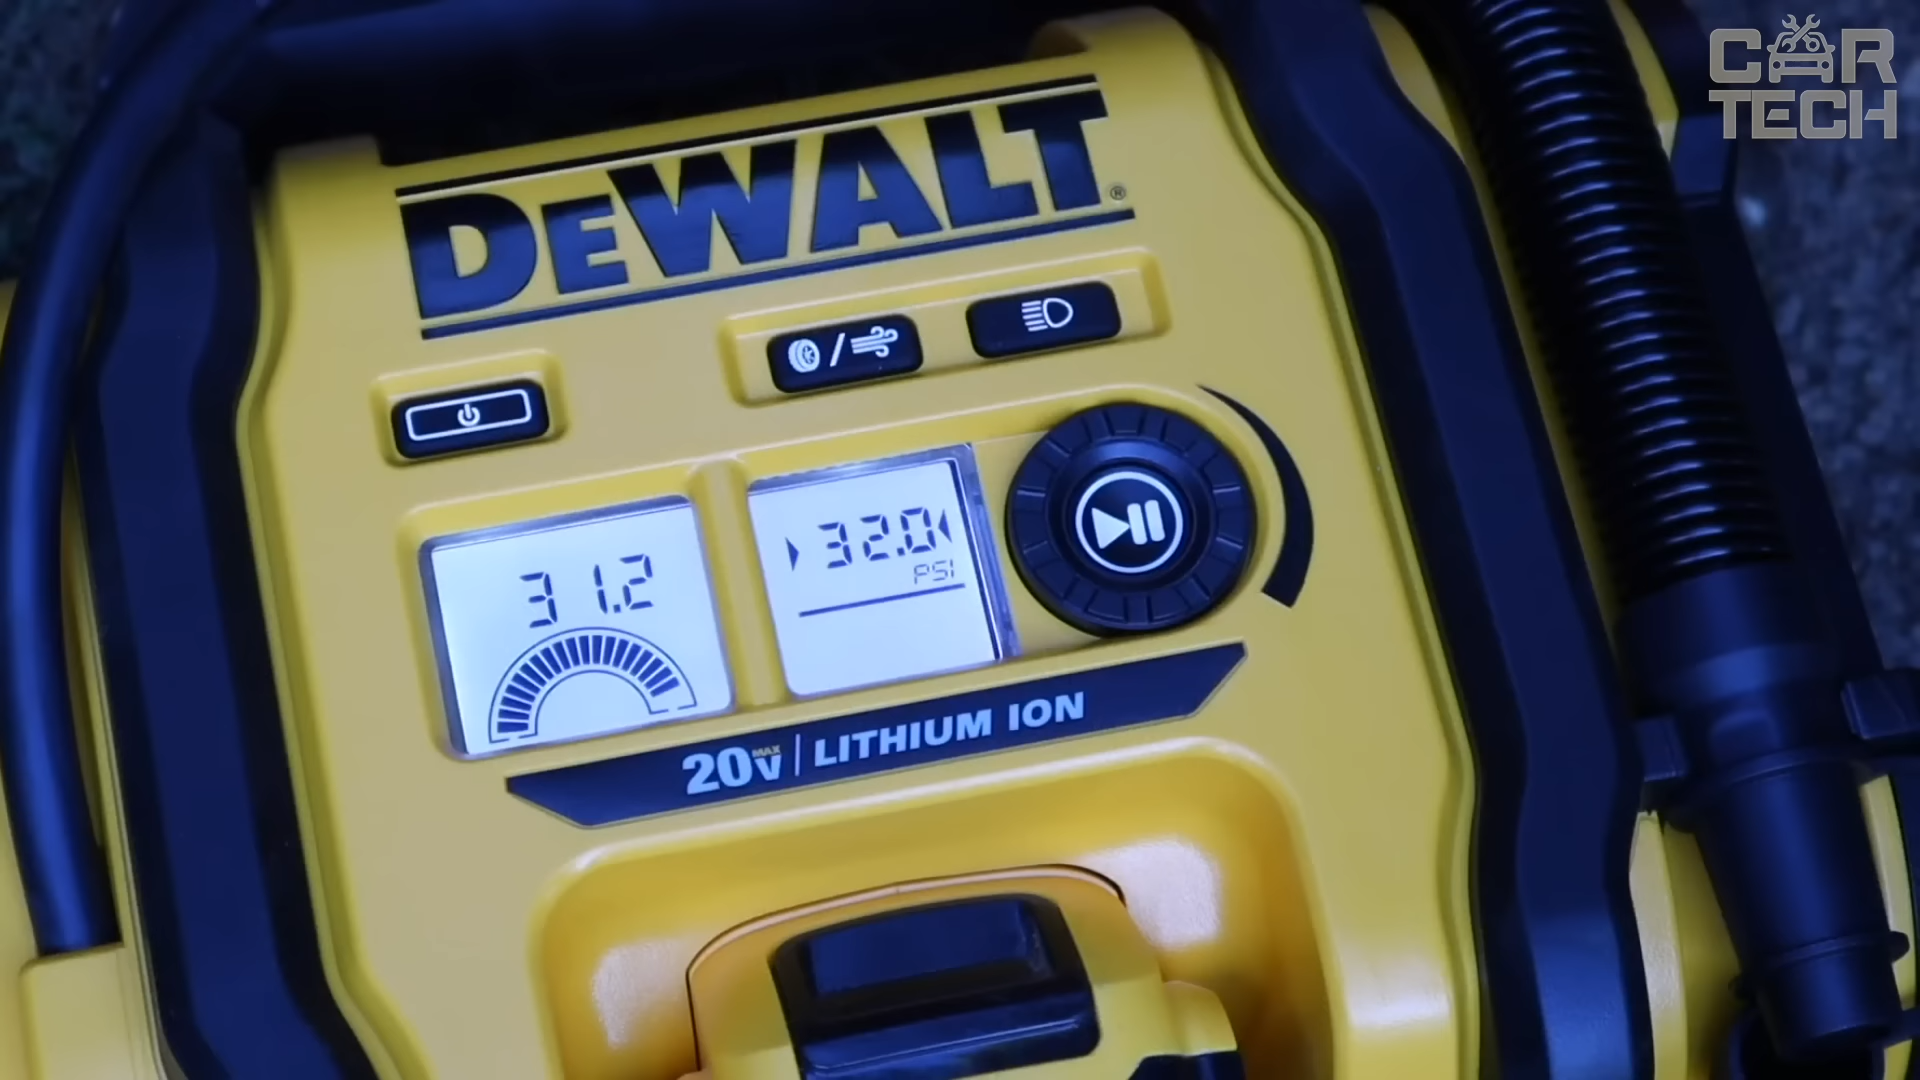 CAR
TECH
DEWALT®
31.2
32.0
PSI
20V MAX | LITHIUM ION